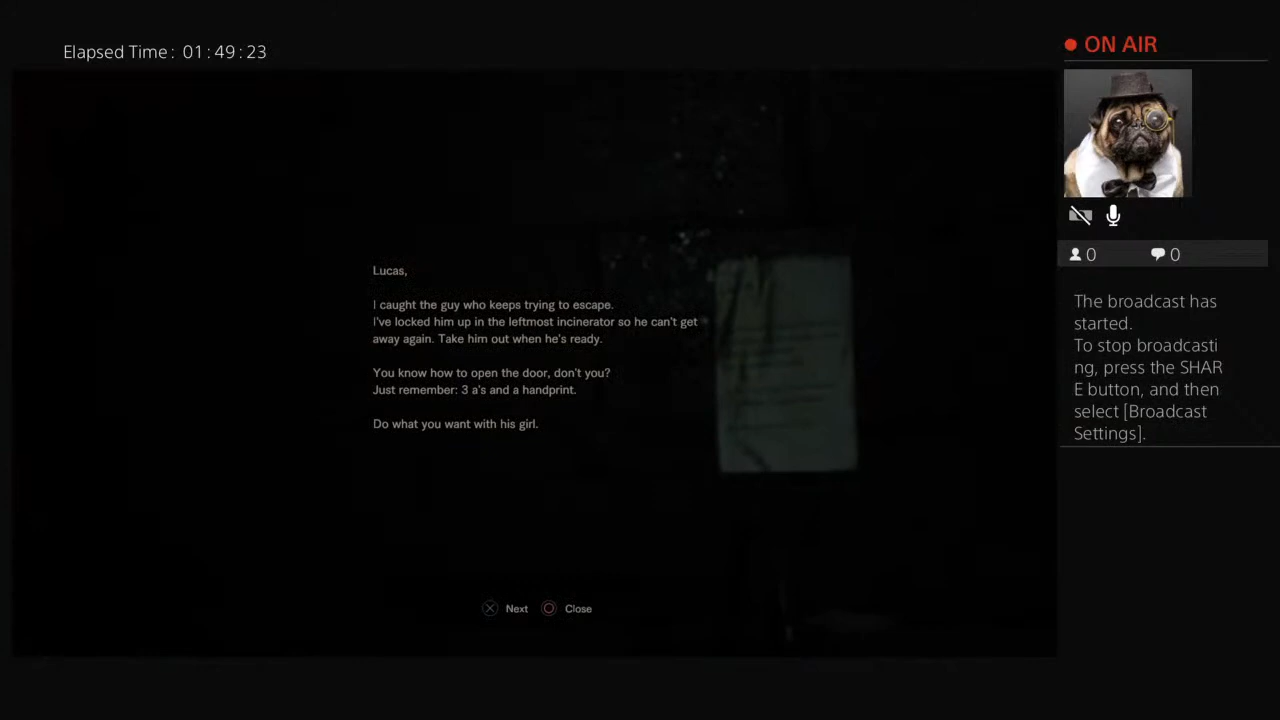 Elapsed Time: 01:49:23
ON AIR
0 0
The broadcast has
started.
To stop broadcasti
ng, press the SHAR
E button, and then
select [Broadcast
Settings].
Lucas,
I caught the guy who keeps trying to escape.
I've locked him up in the leftmost incinerator so he can't get
away again. Take him out when he's ready.
You know how to open the door, don't you?
Just remember: 3 a's and a handprint.
Do what you want with his girl.
Next Close